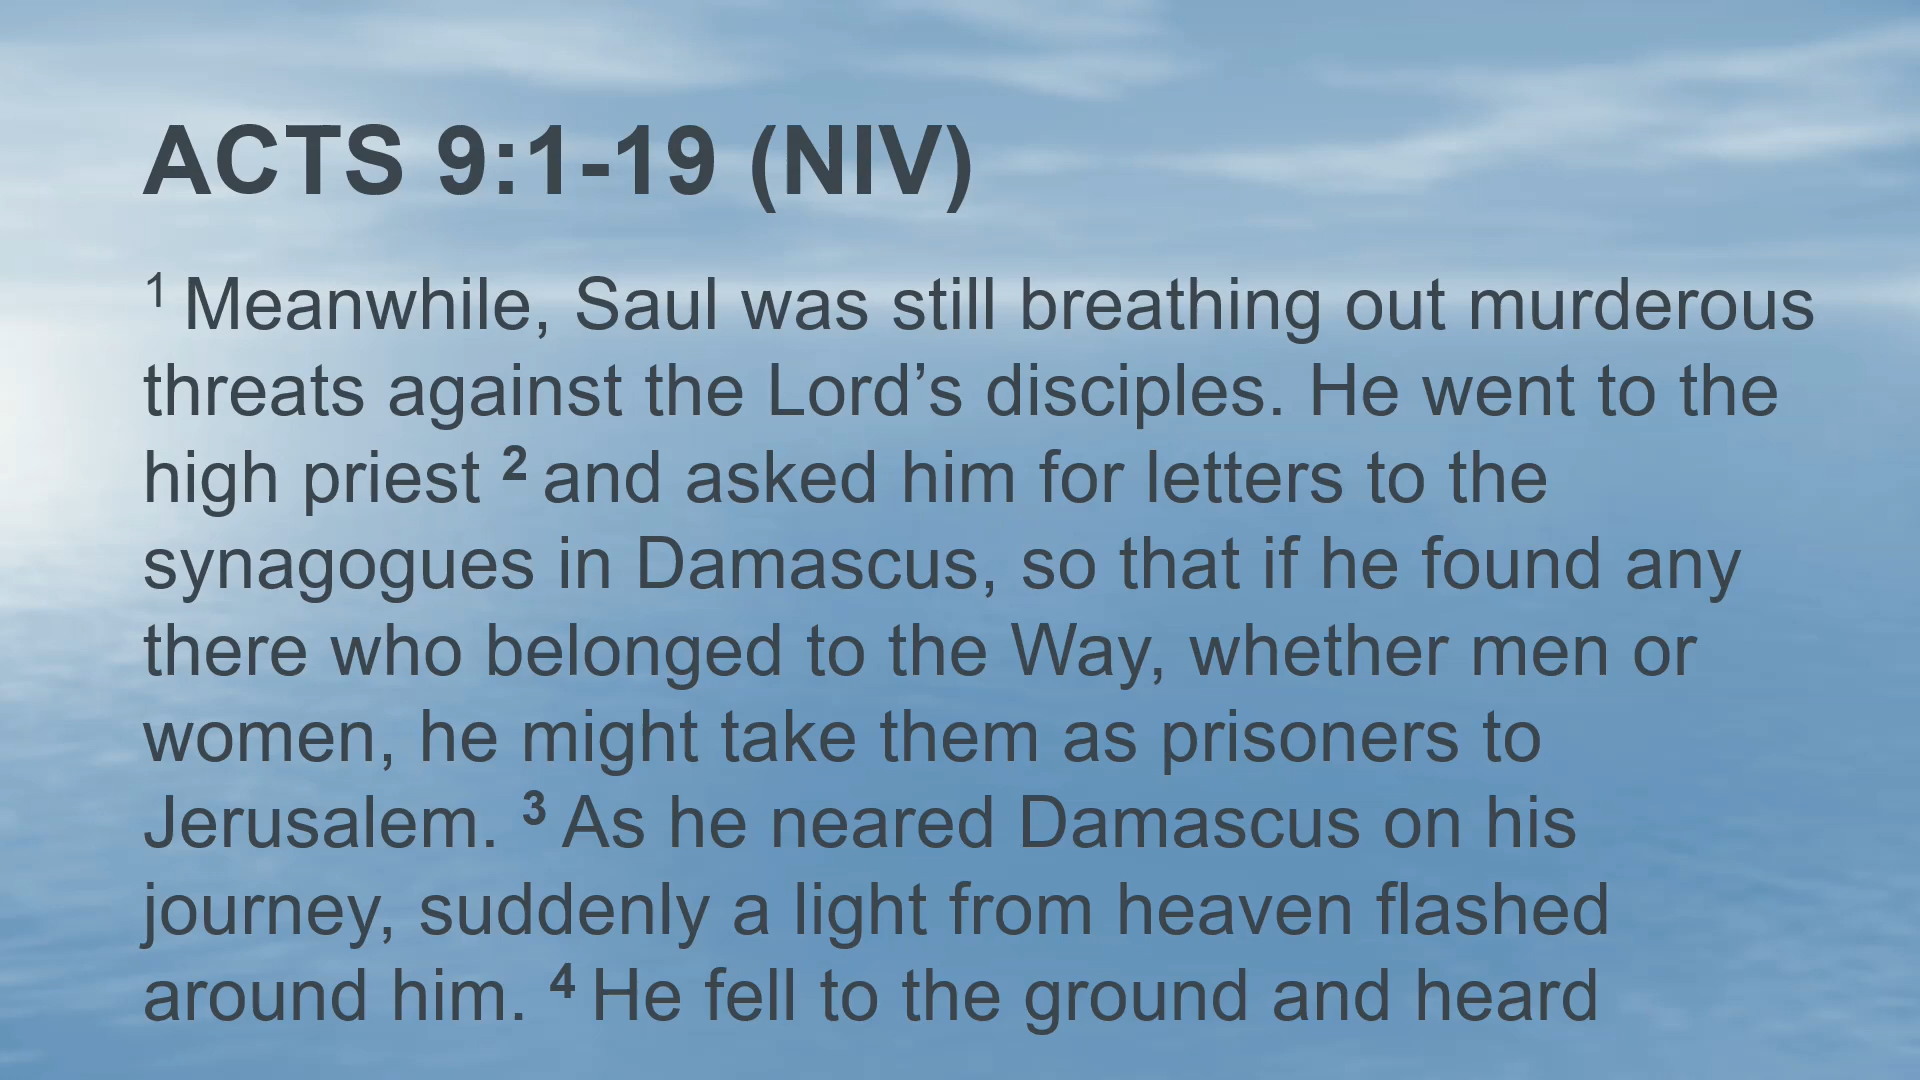 ACTS 9:1-19 (NIV)
1 Meanwhile, Saul was still breathing out murderous
threats against the Lord’s disciples. He went to the
high priest 2 and asked him for letters to the
synagogues in Damascus, so that if he found any
there who belonged to the Way, whether men or
women, he might take them as prisoners to
Jerusalem. 3 As he neared Damascus on his
journey, suddenly a light from heaven flashed
around him. 4 He fell to the ground and heard